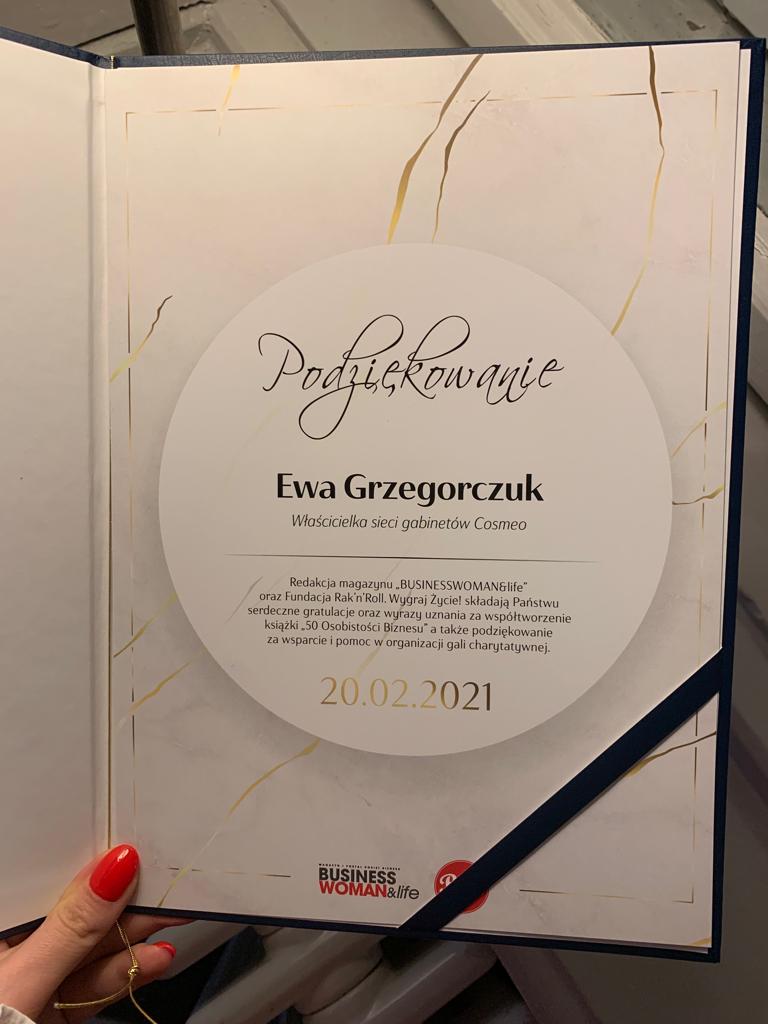 Podziękowanie
Ewa Grzegorczuk
Właścicielka sieci gabinetów Cosmeo
Redakcja magazynu „BUSINESSWOMAN&life”
oraz Fundacja Rak'n'Roll. Wygraj Życie! składają Państwu
serdeczne gratulacje oraz wyrazy uznania za współtworzenie
książki „50 Osobistości Biznesu” a także podziękowanie
za wsparcie i pomoc w organizacji gali charytatywnej.
20.02.2021
BUSINESS
WOMAN&life